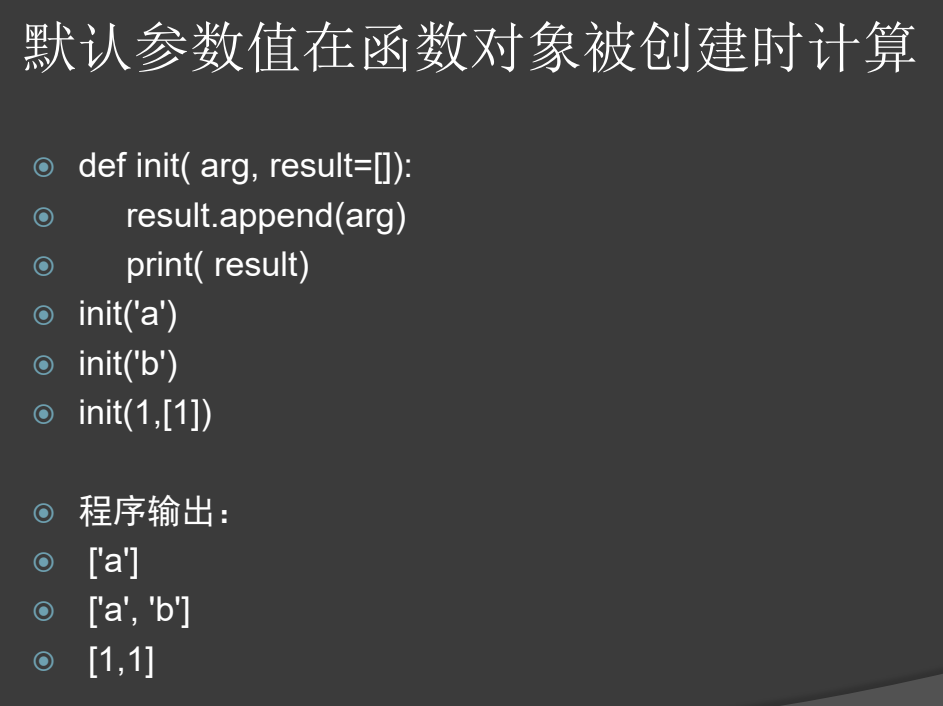 默认参数值在函数对象被创建时计算
def init( arg, result=[]):
result.append(arg)
print( result)
init('a')
init('b')
init(1,[1])
程序输出：
['a']
['a', 'b']
[1,1]